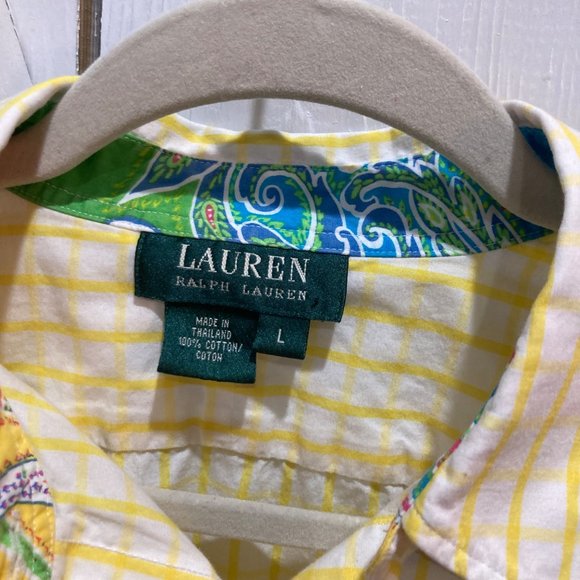 LAUREN
RALPH LAUREN
MADE IN
THAILAND
100% COTTON/
COTON
L